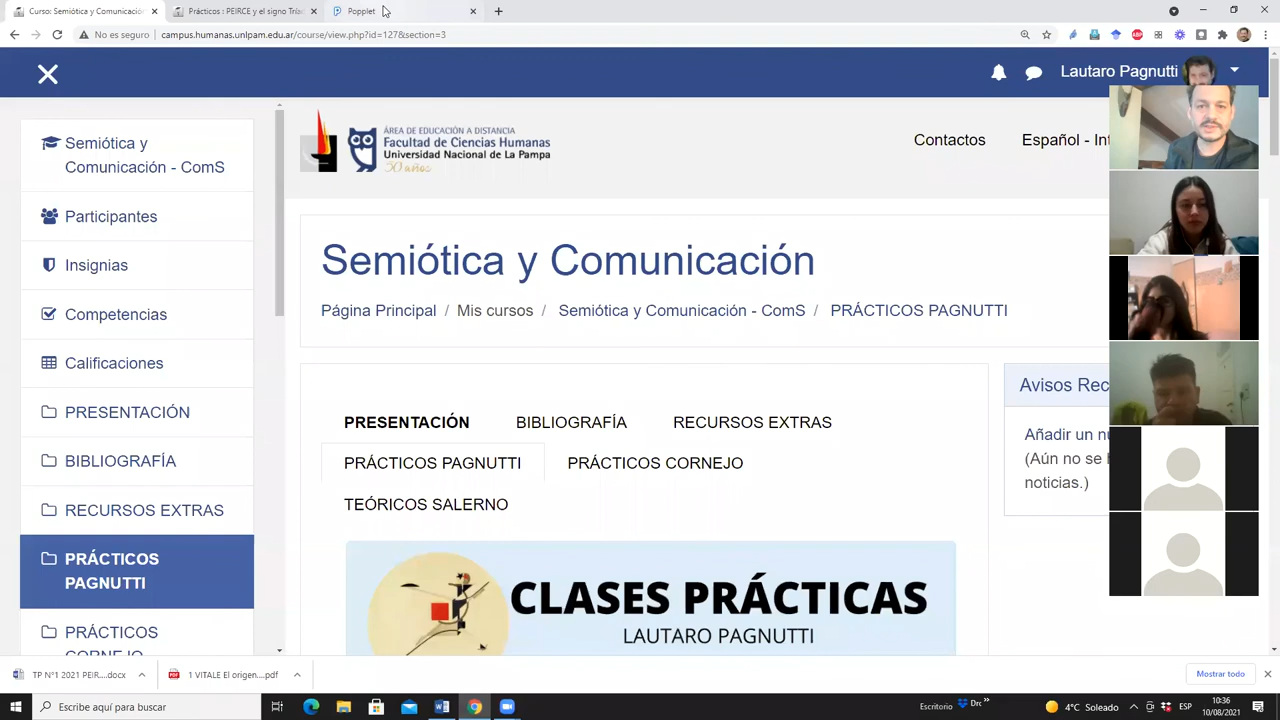 Curso: Semiótica y Comunicación
Prácticos : PEIRCE y el signo Tría
Popplet
No es seguro
campus.humanas.unlpam.edu.ar/course/view.php?id=127&section=3
ABP
Lautaro Pagnutti
ÁREA DE EDUCACIÓN A DISTANCIA
Facultad de Ciencias Humanas
Universidad Nacional de La Pampa
50 años
Contactos
Español - Int
Semiótica y
Comunicación - ComS
Participantes
Insignias
Competencias
Calificaciones
PRESENTACIÓN
BIBLIOGRAFÍA
RECURSOS EXTRAS
PRÁCTICOS
PAGNUTTI
PRÁCTICOS
CORNEJO
Semiótica y Comunicación
Página Principal / Mis cursos / Semiótica y Comunicación - ComS / PRÁCTICOS PAGNUTTI
PRESENTACIÓN BIBLIOGRAFÍA RECURSOS EXTRAS
PRÁCTICOS PAGNUTTI PRÁCTICOS CORNEJO
TEÓRICOS SALERNO
Avisos Rec
Añadir un nu
(Aún no se h
noticias.)
CLASES PRÁCTICAS
LAUTARO PAGNUTTI
TP N°1 2021 PEIR....docx
1 VITALE El origen....pdf
Mostrar todo
Escribe aquí para buscar
Escritorio
Drc
4°C Soleado
ESP
10:36
10/08/2021